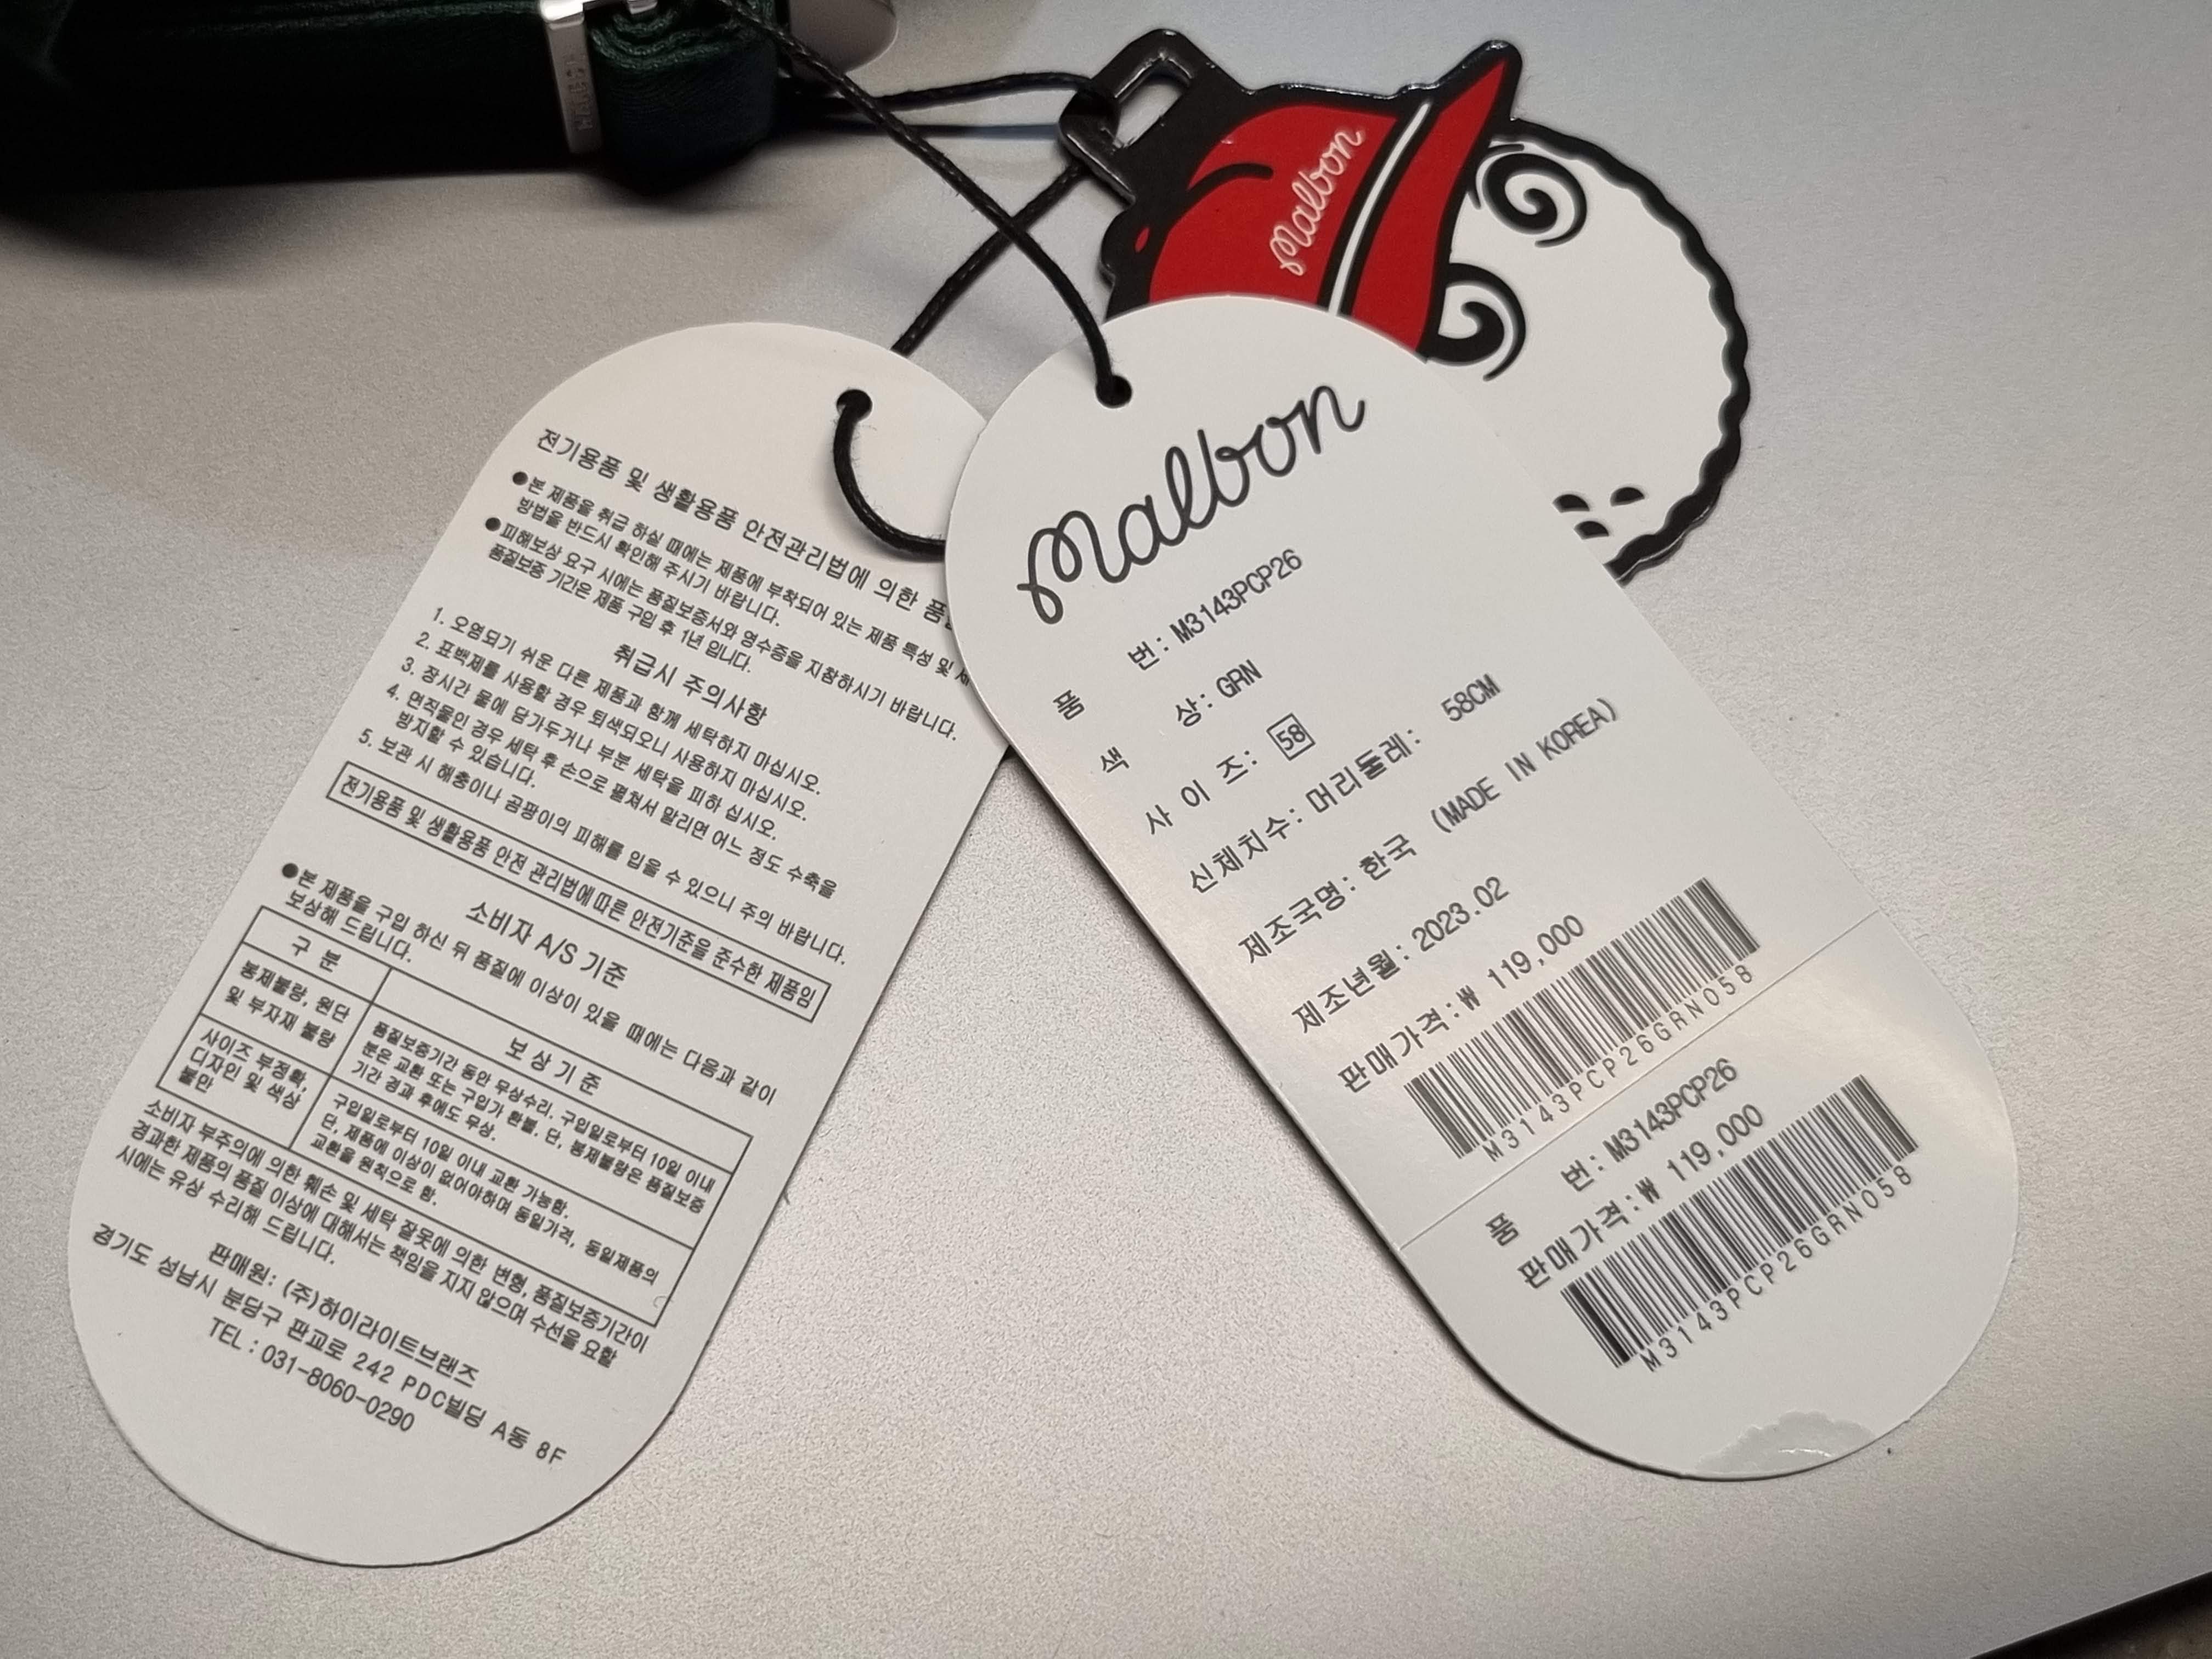 전기용품 및 생활용품 안전관리법에 의한 품
●본 제품을 취급 하실 때에는 제품에 부착되어 있는 제품 특성 및 세
방법을 반드시 확인해 주시기 바랍니다.
●피해보상 요구 시에는 품질보증서와 영수증을 지참하시기 바랍니다.
품질보증 기간은 제품 구입 후 1년 입니다.
취급시 주의사항
1. 오염되기 쉬운 다른 제품과 함께 세탁하지 마십시오.
2. 표백제를 사용할 경우 퇴색되오니 사용하지 마십시오.
3. 장시간 물에 담가두거나 부분 세탁을 피하 십시오.
4. 면직물인 경우 세탁 후 손으로 펼쳐서 말리면 어느 정도 수축을
방지할 수 있습니다.
5. 보관 시 해충이나 곰팡이의 피해를 입을 수 있으니 주의 바랍니다.
전기용품 및 생활용품 안전 관리법에 따른 안전기준을 준수한 제품임
소비자 A/S 기준
●본 제품을 구입 하신 뒤 품질에 이상이 있을 때에는 다음과 같이
보상해 드립니다.
구 분
보 상 기 준
봉제불량, 원단
및 부자재 불량
품질보증기간 동안 무상수리. 구입일로부터 10일 이내
분은 교환 또는 구입가 환불. 단, 봉제불량은 품질보증
기간 경과 후에도 무상.
사이즈 부정확,
디자인 및 색상
불만
구입일로부터 10일 이내 교환 가능함.
단, 제품에 이상이 없어야하며 동일가격, 동일제품의
교환을 원칙으로 함.
소비자 부주의에 의한 훼손 및 세탁 잘못에 의한 변형, 품질보증기간이
경과한 제품의 품질 이상에 대해서는 책임을 지지 않으며 수선을 요할
시에는 유상 수리해 드립니다.
판매원: (주)하이라이트브랜즈
경기도 성남시 분당구 판교로 242 PDC빌딩 A동 8F
TEL : 031-8060-0290
Malbon
Malbon
품 번: M3143PCP26
색 상: GRN
사 이 즈: 58
신체치수: 머리둘레: 58CM
제조국명: 한국 (MADE IN KOREA)
제조년월: 2023.02
판매가격:₩ 119,000
M3143PCP26GRN058
품 번: M3143PCP26
판매가격:₩ 119,000
M3143PCP26GRN058